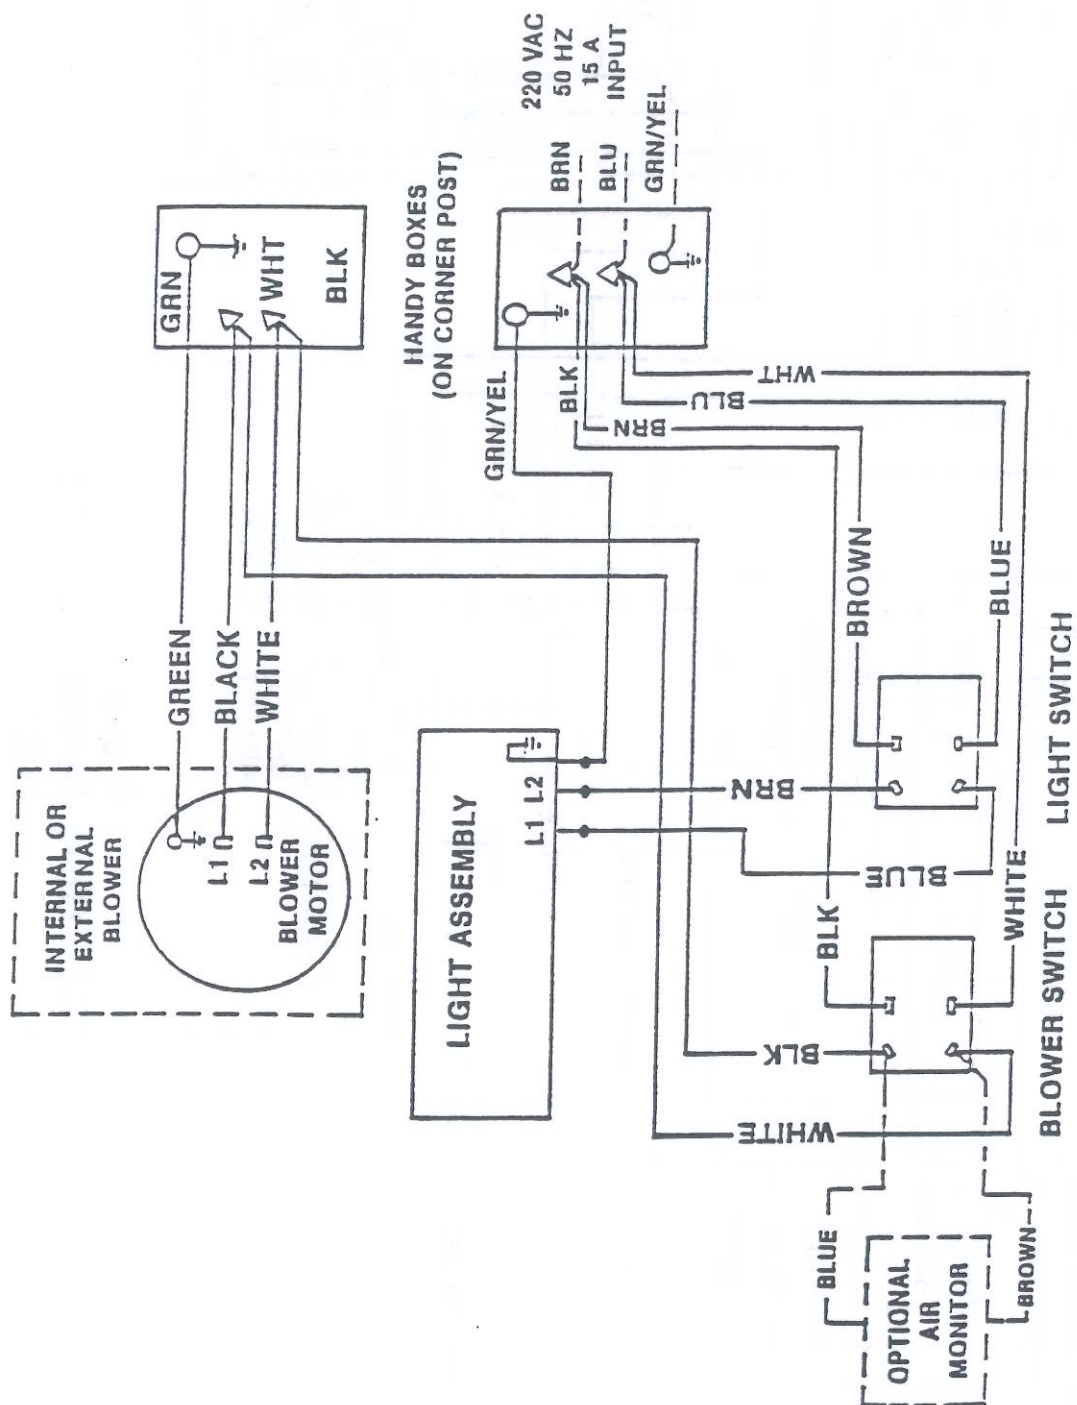 INTERNAL OR
EXTERNAL
BLOWER
L1
L2
BLOWER
MOTOR
GREEN
BLACK
WHITE
GRN
WHT
BLK
HANDY BOXES
(ON CORNER POST)
220 VAC
50 HZ
15 A
INPUT
BRN
BLU
GRN/YEL
GRN/YEL
BLK
BRN
BLU
WHT
LIGHT ASSEMBLY
L1
L2
BRN
BLUE
BROWN
BLUE
LIGHT SWITCH
BLK
WHITE
BLK
WHITE
BLOWER SWITCH
BLUE
BROWN
OPTIONAL
AIR
MONITOR